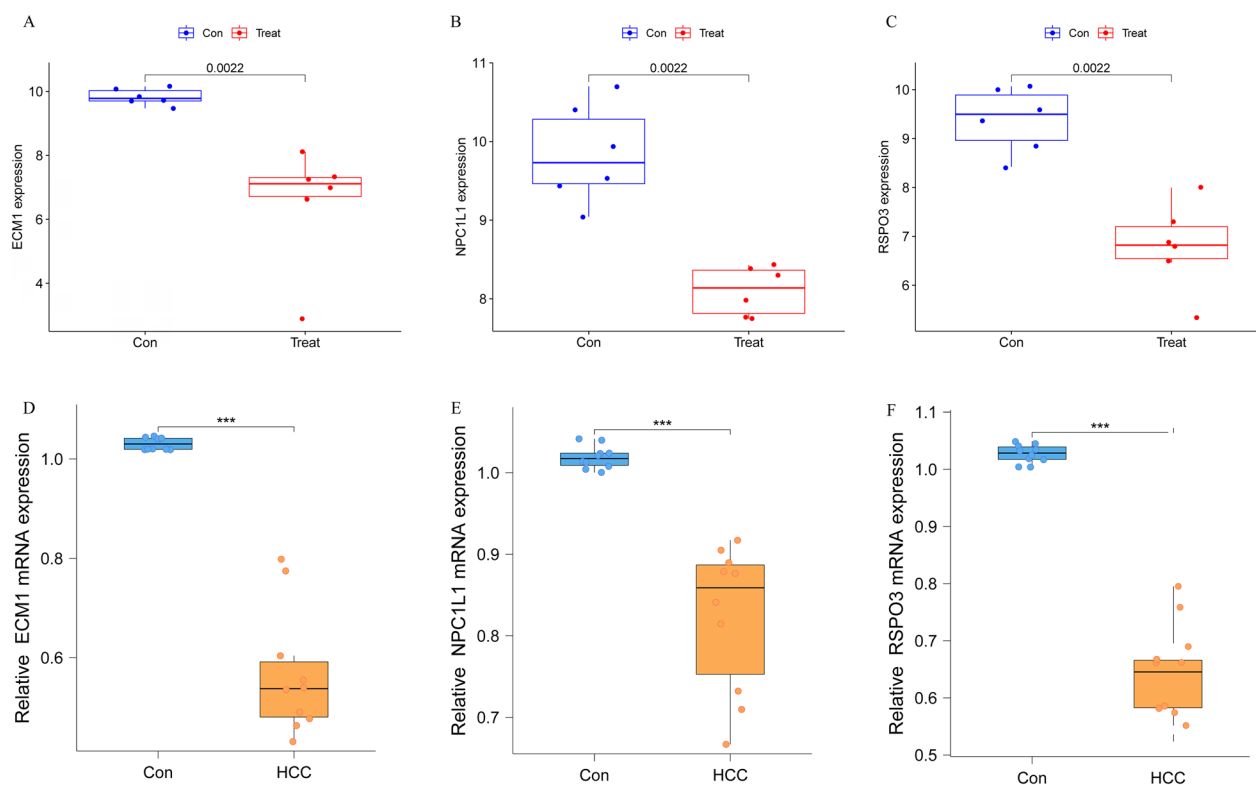 A
Con Treat
0.0022
ECM1 expression
10
8
6
4
Con Treat
B
Con Treat
0.0022
NPC1L1 expression
11
10
9
8
Con Treat
C
Con Treat
0.0022
RSPO3 expression
10
9
8
7
6
Con Treat
D
***
Relative ECM1 mRNA expression
1.0
0.8
0.6
Con HCC
E
***
Relative NPC1L1 mRNA expression
1.0
0.9
0.8
0.7
Con HCC
F
***
Relative RSPO3 mRNA expression
1.1
1.0
0.9
0.8
0.7
0.6
0.5
Con HCC